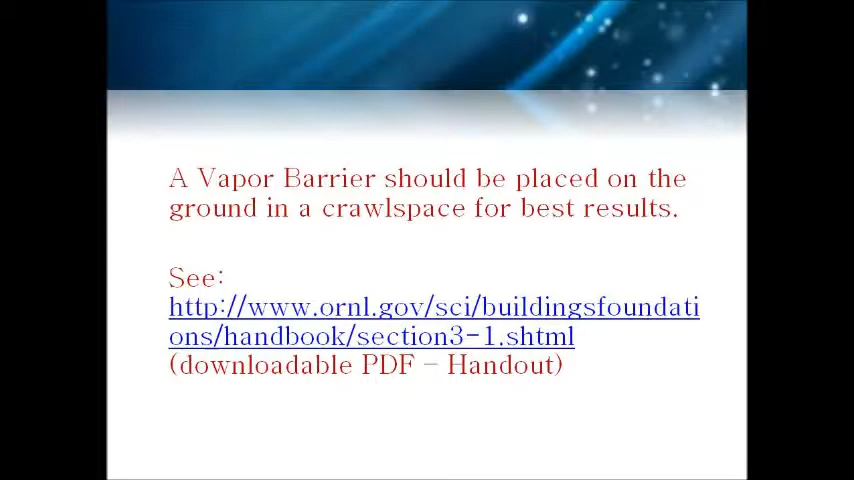 A Vapor Barrier should be placed on the
ground in a crawlspace for best results.
See:
http://www.ornl.gov/sci/buildingsfoundati
ons/handbook/section3-1.shtml
(downloadable PDF – Handout)